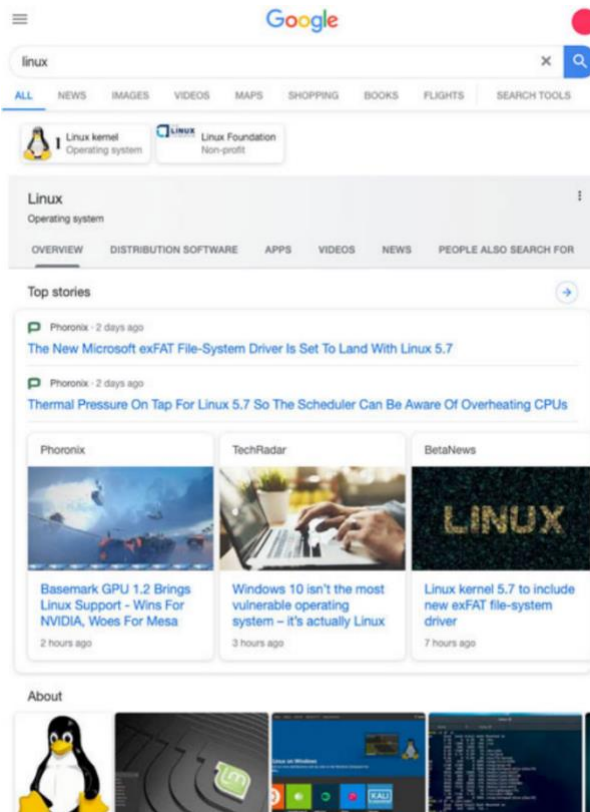 Google
linux
ALL NEWS IMAGES VIDEOS MAPS SHOPPING BOOKS FLIGHTS SEARCH TOOLS
Linux kernel
Operating system
LINUX
Linux Foundation
Non-profit
Linux
Operating system
OVERVIEW DISTRIBUTION SOFTWARE APPS VIDEOS NEWS PEOPLE ALSO SEARCH FOR
Top stories
Phoronix · 2 days ago
The New Microsoft exFAT File-System Driver Is Set To Land With Linux 5.7
Phoronix · 2 days ago
Thermal Pressure On Tap For Linux 5.7 So The Scheduler Can Be Aware Of Overheating CPUs
Phoronix
Basemark GPU 1.2 Brings
Linux Support - Wins For
NVIDIA, Woes For Mesa
2 hours ago
TechRadar
Windows 10 isn't the most
vulnerable operating
system – it's actually Linux
3 hours ago
BetaNews
LINUX
Linux kernel 5.7 to include
new exFAT file-system
driver
7 hours ago
About
Linux on Windows
KALI